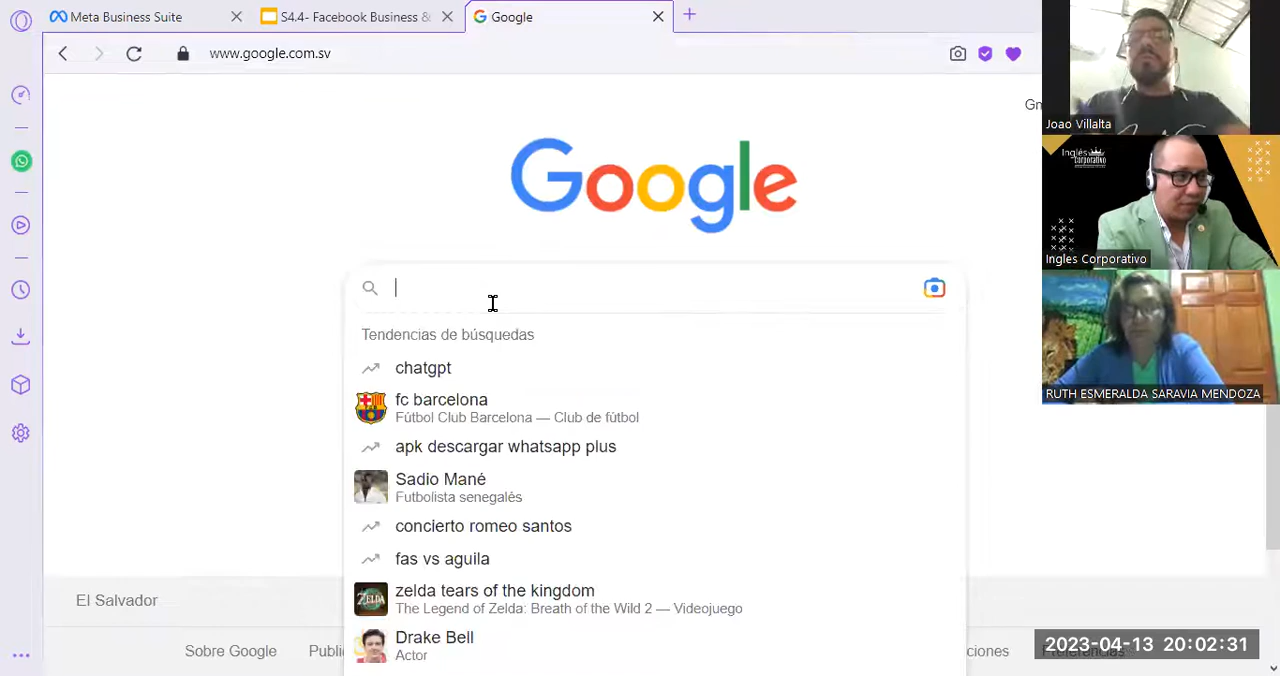 Meta Business Suite
S4.4- Facebook Business &
Google
www.google.com.sv
Google
Tendencias de búsquedas
chatgpt
fc barcelona
Fútbol Club Barcelona — Club de fútbol
apk descargar whatsapp plus
Sadio Mané
Futbolista senegalés
concierto romeo santos
fas vs aguila
zelda tears of the kingdom
The Legend of Zelda: Breath of the Wild 2 — Videojuego
Drake Bell
Actor
El Salvador
Sobre Google
Joao Villalta
Inglés
Corporativo
Ingles Corporativo
RUTH ESMERALDA SARAVIA MENDOZA
2023-04-13 20:02:31